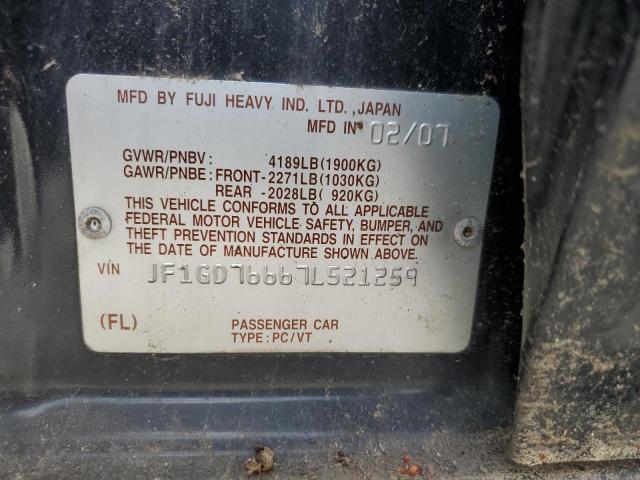 MFD BY FUJI HEAVY IND. LTD., JAPAN
MFD IN 02/07
GVWR/PNBV : 4189LB(1900KG)
GAWR/PNBE : FRONT-2271LB(1030KG)
REAR -2028LB( 920KG)
THIS VEHICLE CONFORMS TO ALL APPLICABLE
FEDERAL MOTOR VEHICLE SAFETY, BUMPER, AND
THEFT PREVENTION STANDARDS IN EFFECT ON
THE DATE OF MANUFACTURE SHOWN ABOVE.
VIN JF1GD76667L521259
(FL) PASSENGER CAR
TYPE: PC/VT